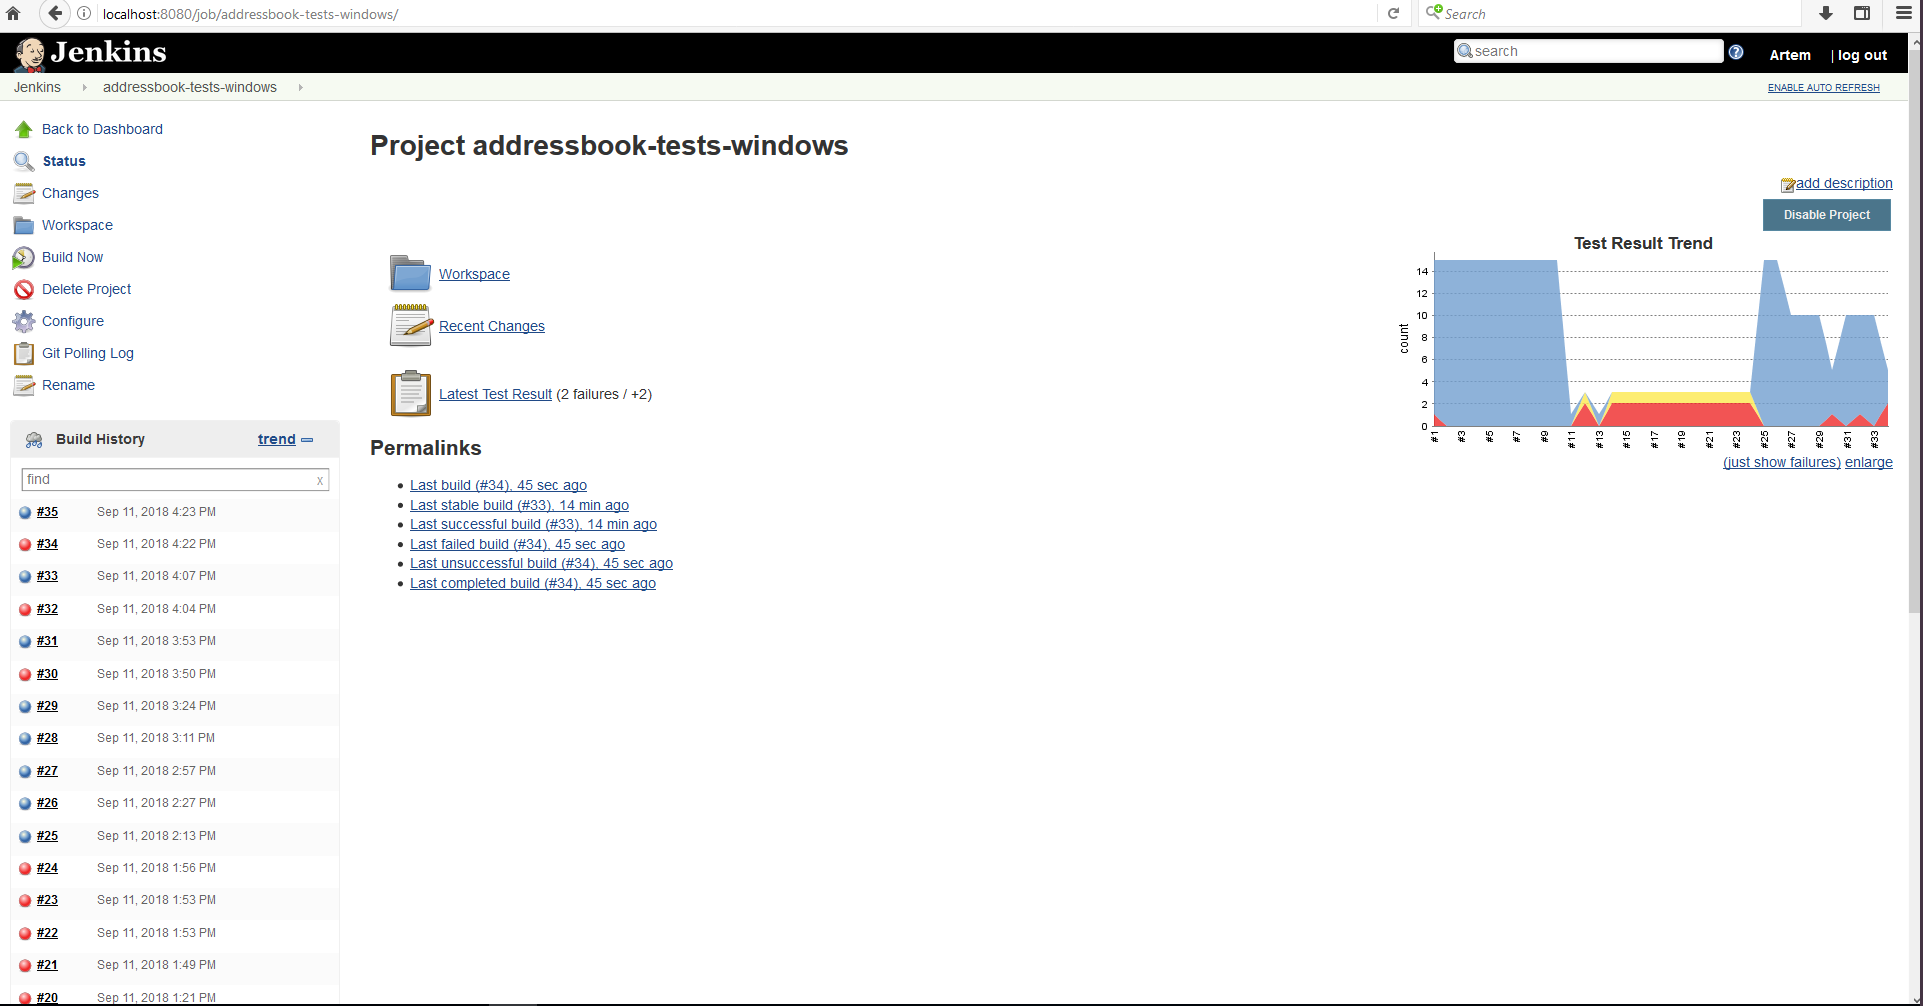 localhost:8080/job/addressbook-tests-windows/
Search
Jenkins
search
Artem
| log out
Jenkins
addressbook-tests-windows
ENABLE AUTO REFRESH
Back to Dashboard
Status
Changes
Workspace
Build Now
Delete Project
Configure
Git Polling Log
Rename
Build History
trend
find
x
#35 Sep 11, 2018 4:23 PM
#34 Sep 11, 2018 4:22 PM
#33 Sep 11, 2018 4:07 PM
#32 Sep 11, 2018 4:04 PM
#31 Sep 11, 2018 3:53 PM
#30 Sep 11, 2018 3:50 PM
#29 Sep 11, 2018 3:24 PM
#28 Sep 11, 2018 3:11 PM
#27 Sep 11, 2018 2:57 PM
#26 Sep 11, 2018 2:27 PM
#25 Sep 11, 2018 2:13 PM
#24 Sep 11, 2018 1:56 PM
#23 Sep 11, 2018 1:53 PM
#22 Sep 11, 2018 1:53 PM
#21 Sep 11, 2018 1:49 PM
#20 Sep 11, 2018 1:21 PM
Project addressbook-tests-windows
add description
Disable Project
Workspace
Recent Changes
Latest Test Result (2 failures / +2)
Permalinks
Last build (#34), 45 sec ago
Last stable build (#33), 14 min ago
Last successful build (#33), 14 min ago
Last failed build (#34), 45 sec ago
Last unsuccessful build (#34), 45 sec ago
Last completed build (#34), 45 sec ago
Test Result Trend
count
14
12
10
8
6
4
2
0
#1 #3 #5 #7 #9 #11 #13 #15 #17 #19 #21 #23 #25 #27 #29 #31 #33
(just show failures) enlarge